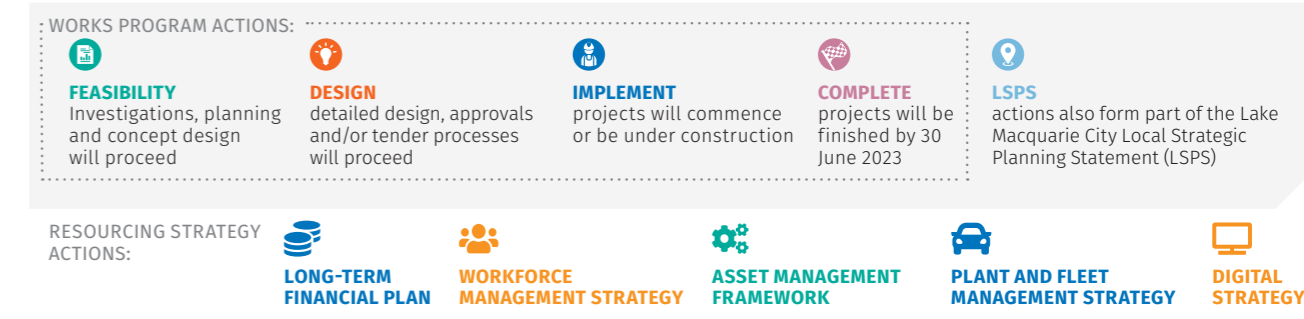 WORKS PROGRAM ACTIONS:
FEASIBILITY
Investigations, planning
and concept design
will proceed
DESIGN
detailed design, approvals
and/or tender processes
will proceed
IMPLEMENT
projects will commence
or be under construction
COMPLETE
projects will be
finished by 30
June 2023
LSPS
actions also form part of the Lake
Macquarie City Local Strategic
Planning Statement (LSPS)
RESOURCING STRATEGY
ACTIONS:
LONG-TERM
FINANCIAL PLAN
WORKFORCE
MANAGEMENT STRATEGY
ASSET MANAGEMENT
FRAMEWORK
PLANT AND FLEET
MANAGEMENT STRATEGY
DIGITAL
STRATEGY